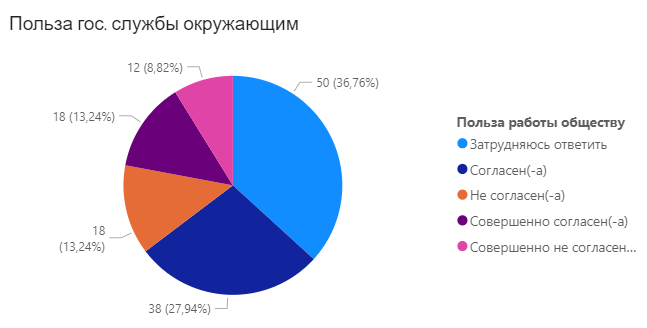 Польза гос. службы окружающим
12 (8,82%)
50 (36,76%)
18 (13,24%)
18
(13,24%)
38 (27,94%)
Польза работы обществу
Затрудняюсь ответить
Согласен(-а)
Не согласен(-а)
Совершенно согласен(-а)
Совершенно не согласен...